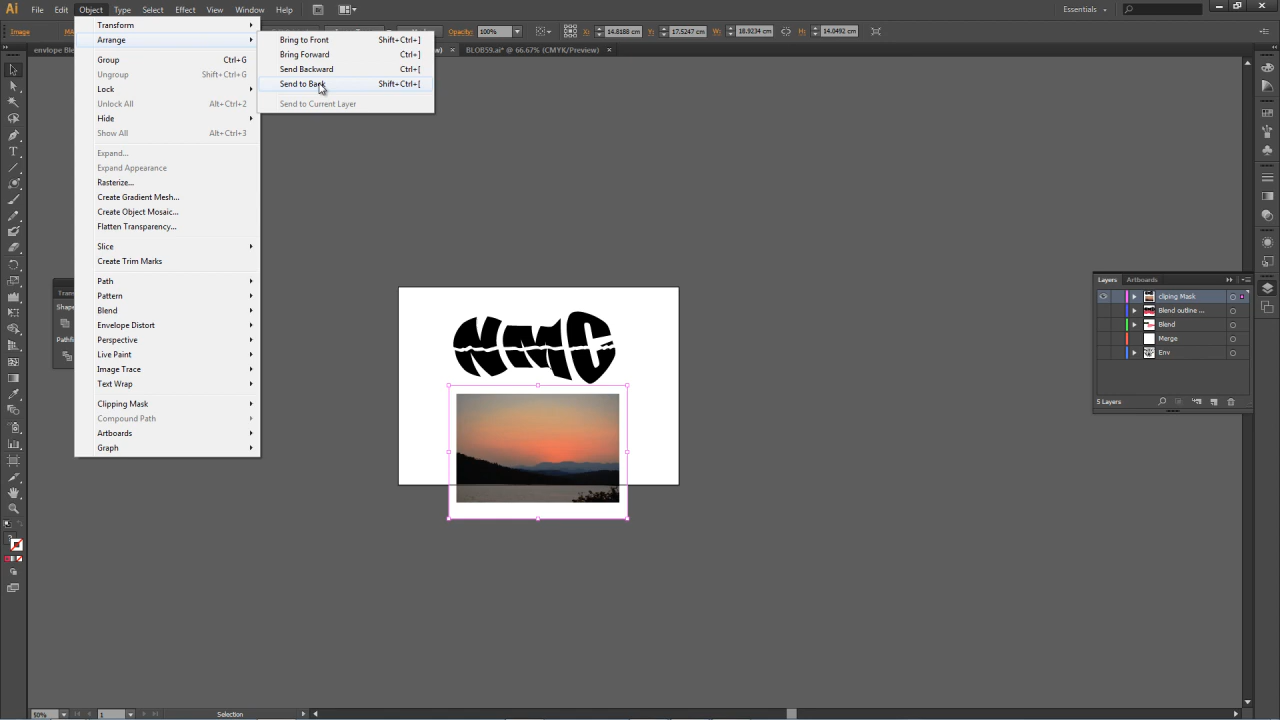 Ai File Edit Object Type Select Effect View Window Help Br Essentials
Image Opacity: 100% X: 14.8188 cm Y: 17.5247 cm W: 18.9234 cm H: 14.0492 cm
BLOB59.ai* @ 66.67% (CMYK/Preview) ×
Transform
Arrange
Group Ctrl+G
Ungroup Shift+Ctrl+G
Lock
Unlock All Alt+Ctrl+2
Hide
Show All Alt+Ctrl+3
Expand...
Expand Appearance
Rasterize...
Create Gradient Mesh...
Create Object Mosaic...
Flatten Transparency...
Slice
Create Trim Marks
Path
Pattern
Blend
Envelope Distort
Perspective
Live Paint
Image Trace
Text Wrap
Clipping Mask
Compound Path
Artboards
Graph
Bring to Front Shift+Ctrl+]
Bring Forward Ctrl+]
Send Backward Ctrl+[
Send to Back Shift+Ctrl+[
Send to Current Layer
NMC
Layers Artboards
cliping Mask
Blend outline ...
Blend
Merge
Env
5 Layers
50% 1 Selection